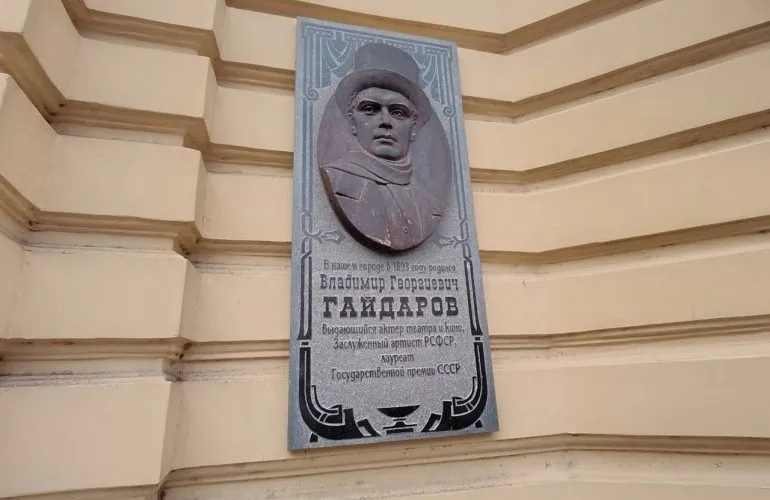 В нашем городе в 1893 году родился
Владимир Георгиевич
ГАЙДАРОВ
Выдающийся актер театра и кино,
Заслуженный артист РСФСР,
лауреат
Государственной премии СССР